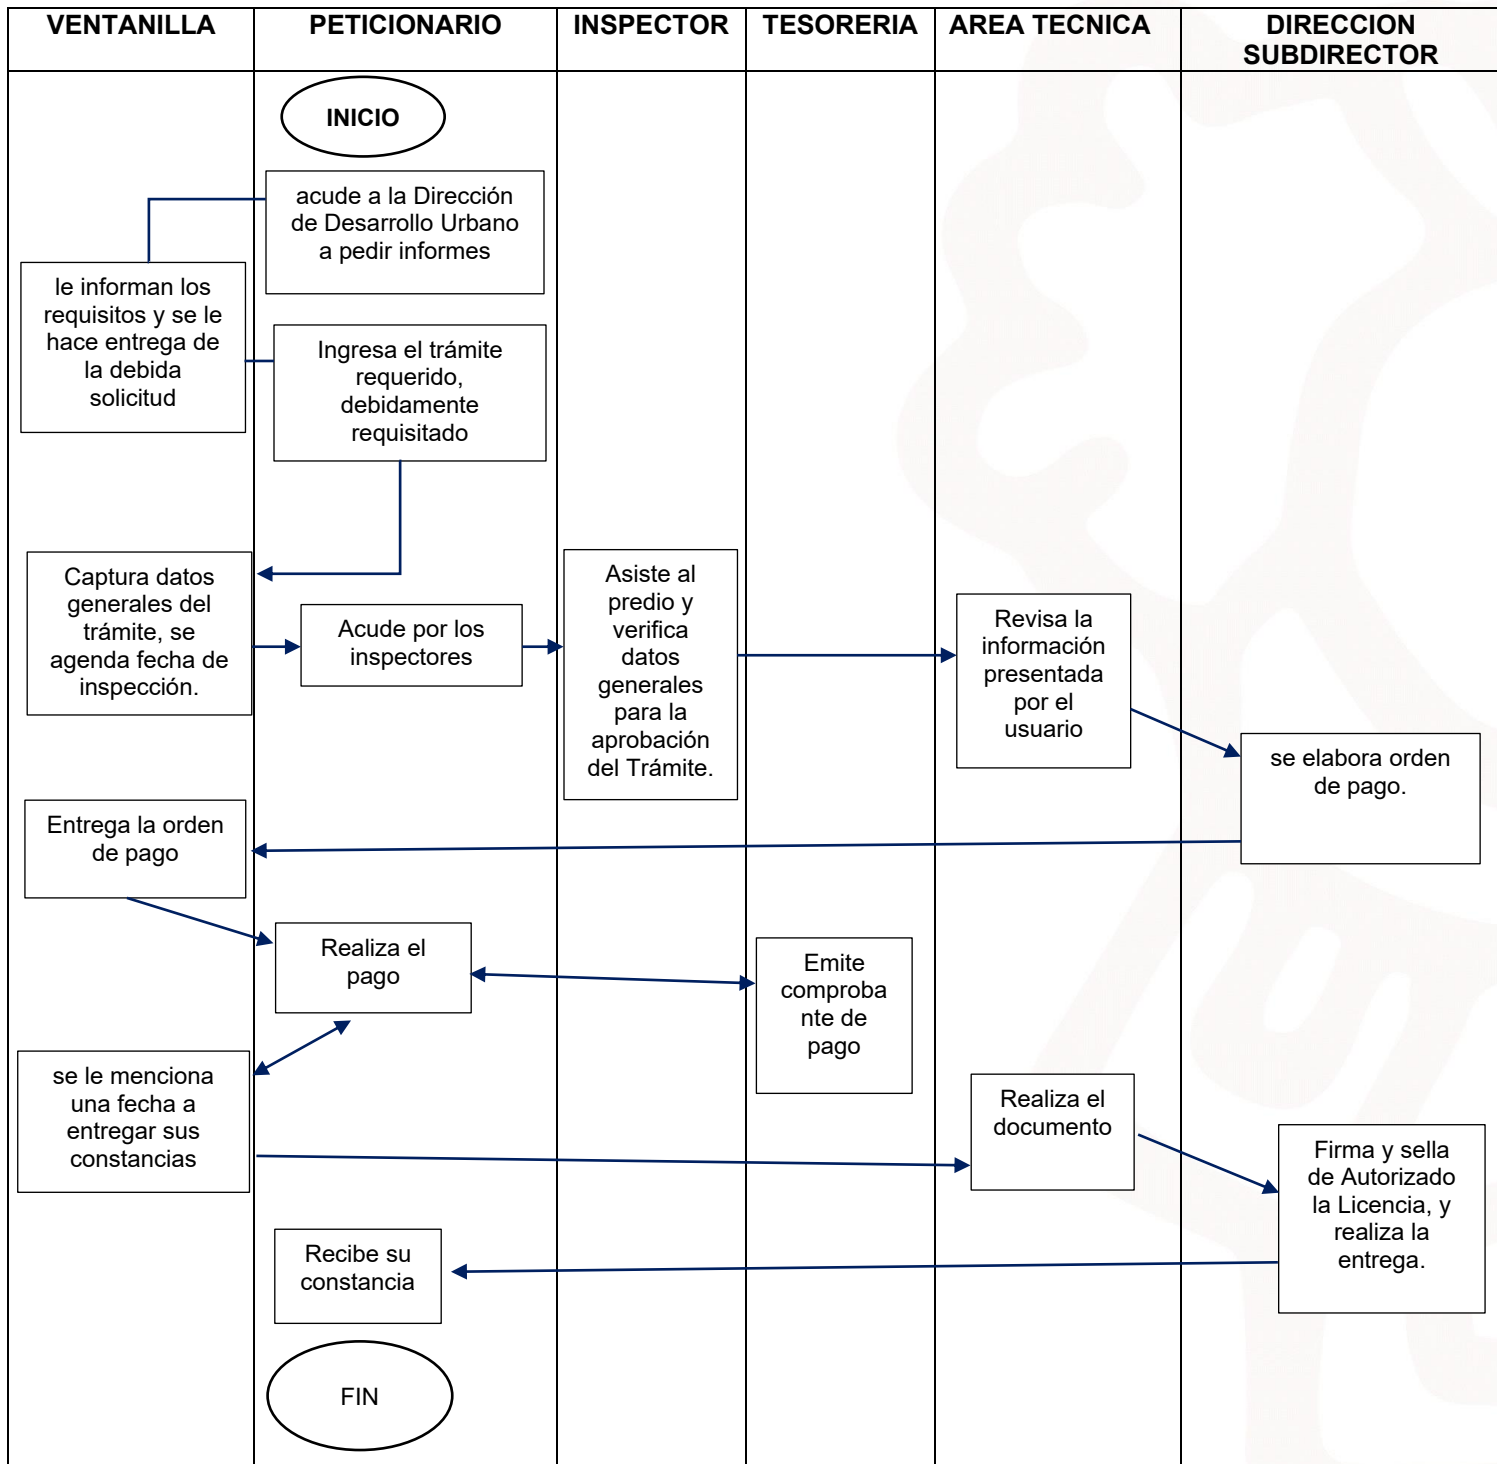 VENTANILLA
PETICIONARIO
INSPECTOR
TESORERIA
AREA TECNICA
DIRECCION
SUBDIRECTOR
INICIO
acude a la Dirección
de Desarrollo Urbano
a pedir informes
le informan los
requisitos y se le
hace entrega de
la debida
solicitud
Ingresa el trámite
requerido,
debidamente
requisitado
Captura datos
generales del
trámite, se
agenda fecha de
inspección.
Acude por los
inspectores
Asiste al
predio y
verifica
datos
generales
para la
aprobación
del Trámite.
Revisa la
información
presentada
por el
usuario
se elabora orden
de pago.
Entrega la orden
de pago
Realiza el
pago
Emite
comproba
nte de
pago
se le menciona
una fecha a
entregar sus
constancias
Realiza el
documento
Firma y sella
de Autorizado
la Licencia, y
realiza la
entrega.
Recibe su
constancia
FIN